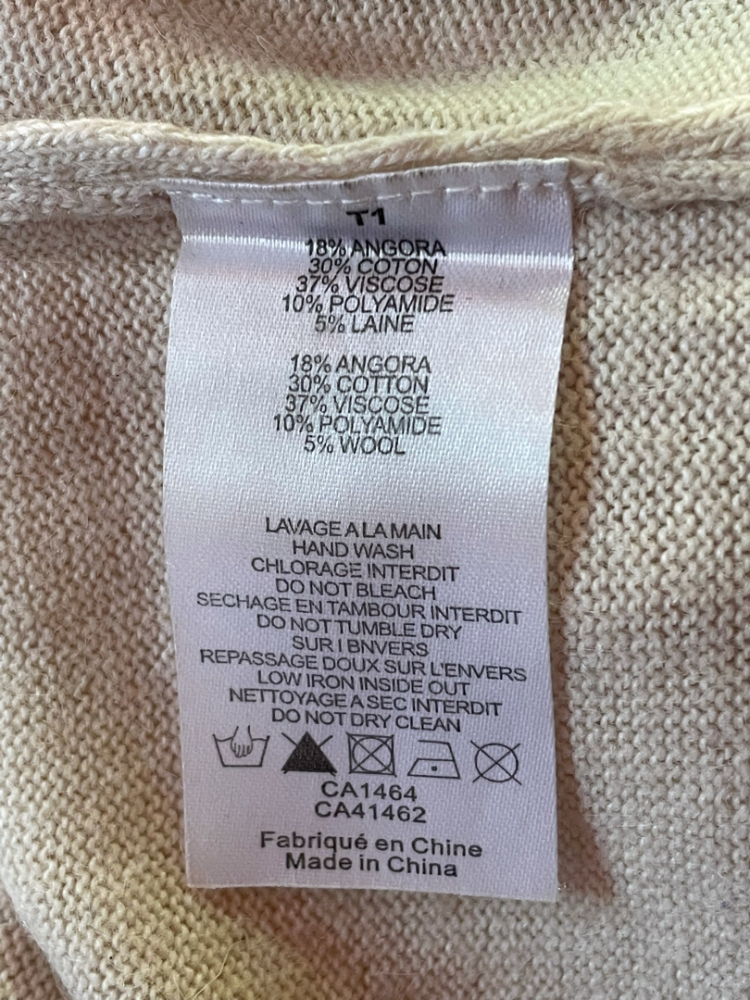 T1
18% ANGORA
30% COTON
37% VISCOSE
10% POLYAMIDE
5% LAINE
18% ANGORA
30% COTTON
37% VISCOSE
10% POLYAMIDE
5% WOOL
LAVAGE A LA MAIN
HAND WASH
CHLORAGE INTERDIT
DO NOT BLEACH
SECHAGE EN TAMBOUR INTERDIT
DO NOT TUMBLE DRY
SUR I BNVERS
REPASSAGE DOUX SUR L'ENVERS
LOW IRON INSIDE OUT
NETTOYAGE A SEC INTERDIT
DO NOT DRY CLEAN
CA1464
CA41462
Fabriqué en Chine
Made in China